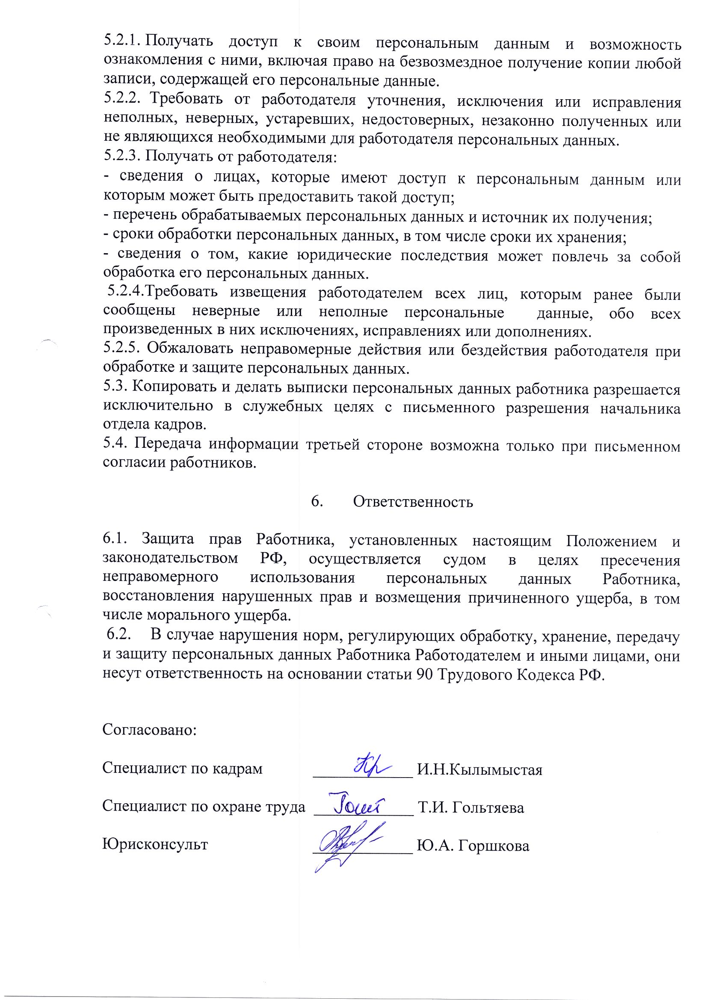 5.2.1. Получать доступ к своим персональным данным и возможность
ознакомления с ними, включая право на безвозмездное получение копии любой
записи, содержащей его персональные данные.
5.2.2. Требовать от работодателя уточнения, исключения или исправления
неполных, неверных, устаревших, недостоверных, незаконно полученных или
не являющихся необходимыми для работодателя персональных данных.
5.2.3. Получать от работодателя:
- сведения о лицах, которые имеют доступ к персональным данным или
которым может быть предоставить такой доступ;
- перечень обрабатываемых персональных данных и источник их получения;
- сроки обработки персональных данных, в том числе сроки их хранения;
- сведения о том, какие юридические последствия может повлечь за собой
обработка его персональных данных.
5.2.4.Требовать извещения работодателем всех лиц, которым ранее были
сообщены неверные или неполные персональные данные, обо всех
произведенных в них исключениях, исправлениях или дополнениях.
5.2.5. Обжаловать неправомерные действия или бездействия работодателя при
обработке и защите персональных данных.
5.3. Копировать и делать выписки персональных данных работника разрешается
исключительно в служебных целях с письменного разрешения начальника
отдела кадров.
5.4. Передача информации третьей стороне возможна только при письменном
согласии работников.
6. Ответственность
6.1. Защита прав Работника, установленных настоящим Положением и
законодательством РФ, осуществляется судом в целях пресечения
неправомерного использования персональных данных Работника,
восстановления нарушенных прав и возмещения причиненного ущерба, в том
числе морального ущерба.
6.2. В случае нарушения норм, регулирующих обработку, хранение, передачу
и защиту персональных данных Работника Работодателем и иными лицами, они
несут ответственность на основании статьи 90 Трудового Кодекса РФ.
Согласовано:
Специалист по кадрам И.Н.Кылымыстая
Специалист по охране труда Т.И. Гольтяева
Юрисконсульт Ю.А. Горшкова